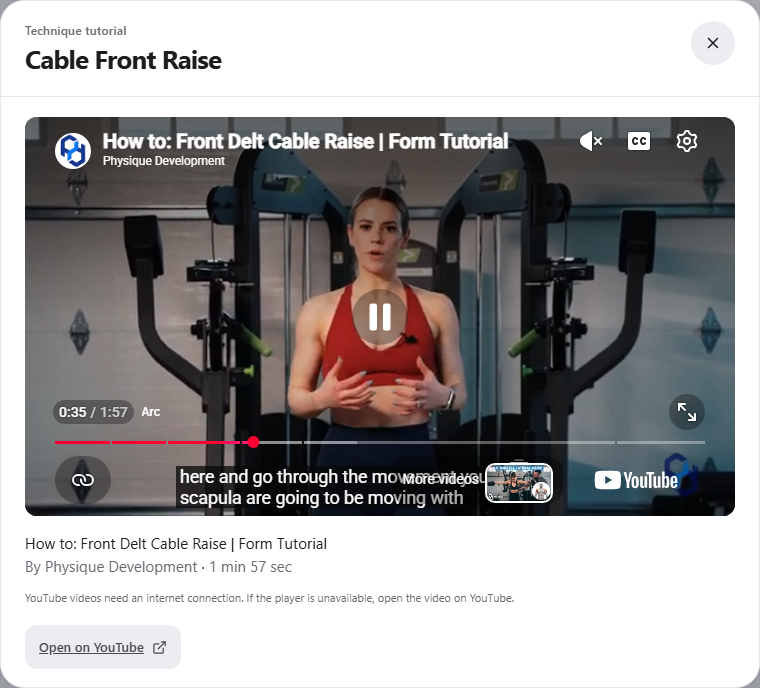 Technique tutorial
Cable Front Raise
How to: Front Delt Cable Raise | Form Tutorial
Physique Development
CC
0:35 / 1:57
Arc
here and go through the movement you
scapula are going to be moving with
More videos
YouTube
How to: Front Delt Cable Raise | Form Tutorial
By Physique Development · 1 min 57 sec
YouTube videos need an internet connection. If the player is unavailable, open the video on YouTube.
Open on YouTube